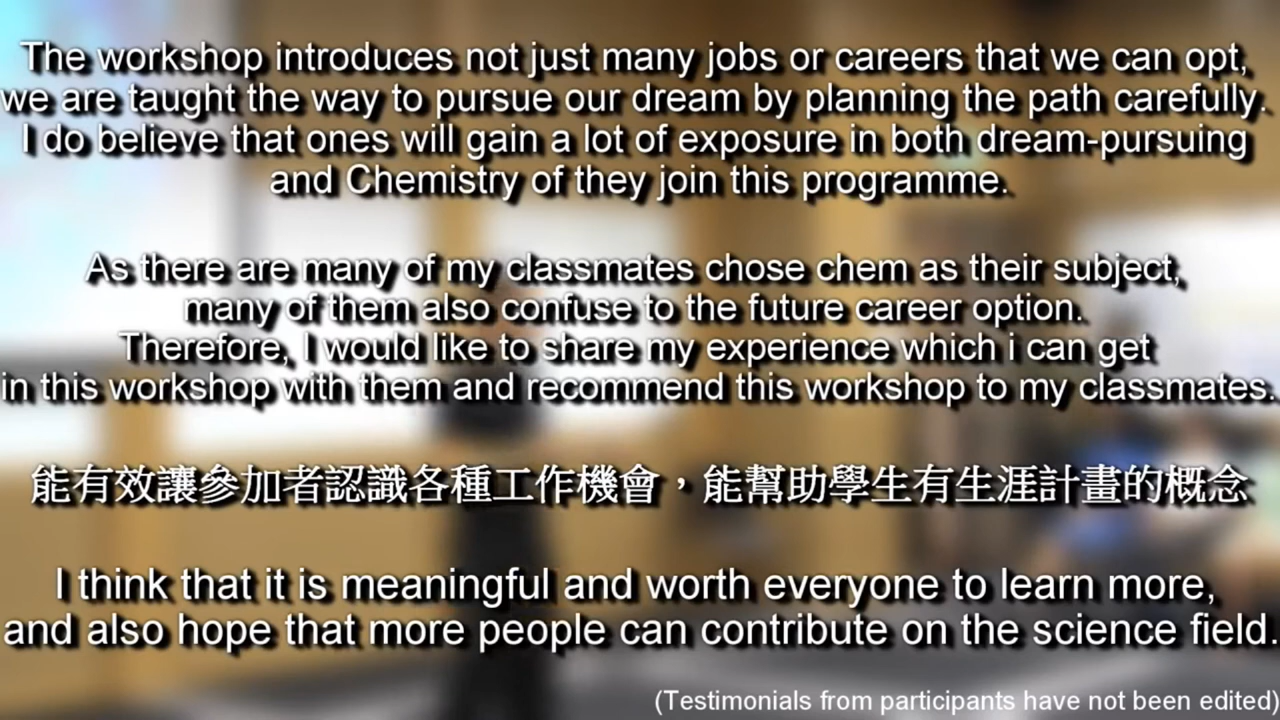 The workshop introduces not just many jobs or careers that we can opt,
we are taught the way to pursue our dream by planning the path carefully.
I do believe that ones will gain a lot of exposure in both dream-pursuing
and Chemistry of they join this programme.
As there are many of my classmates chose chem as their subject,
many of them also confuse to the future career option.
Therefore, I would like to share my experience which i can get
in this workshop with them and recommend this workshop to my classmates.
能有效讓參加者認識各種工作機會，能幫助學生有生涯計畫的概念
I think that it is meaningful and worth everyone to learn more,
and also hope that more people can contribute on the science field.
(Testimonials from participants have not been edited)